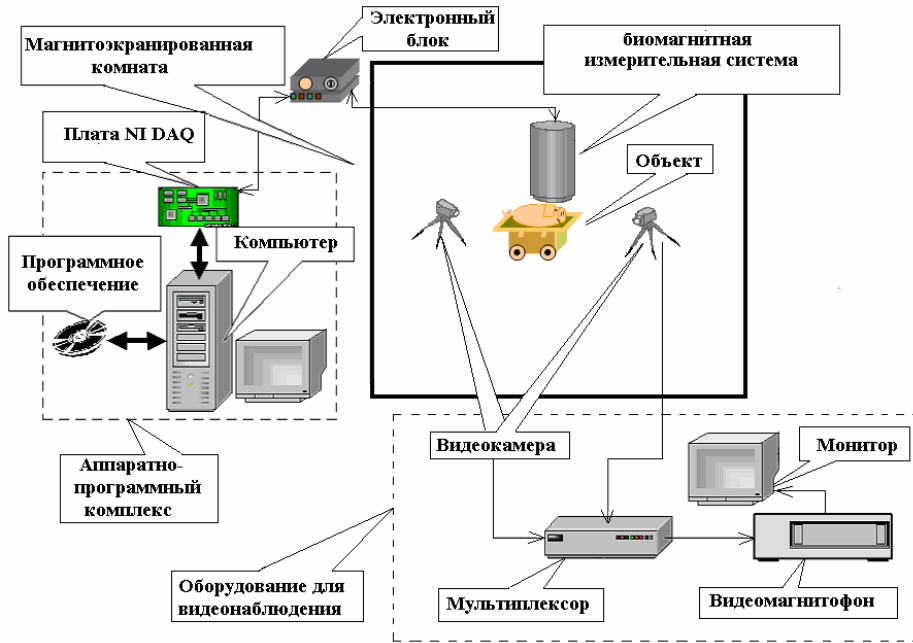 Электронный
блок
Магнитоэкранированная
комната
биомагнитная
измерительная система
Плата NI DAQ
Объект
Компьютер
Программное
обеспечение
Видеокамера
Монитор
Аппаратно-
программный
комплекс
Оборудование для
видеонаблюдения
Мультиплексор
Видеомагнитофон